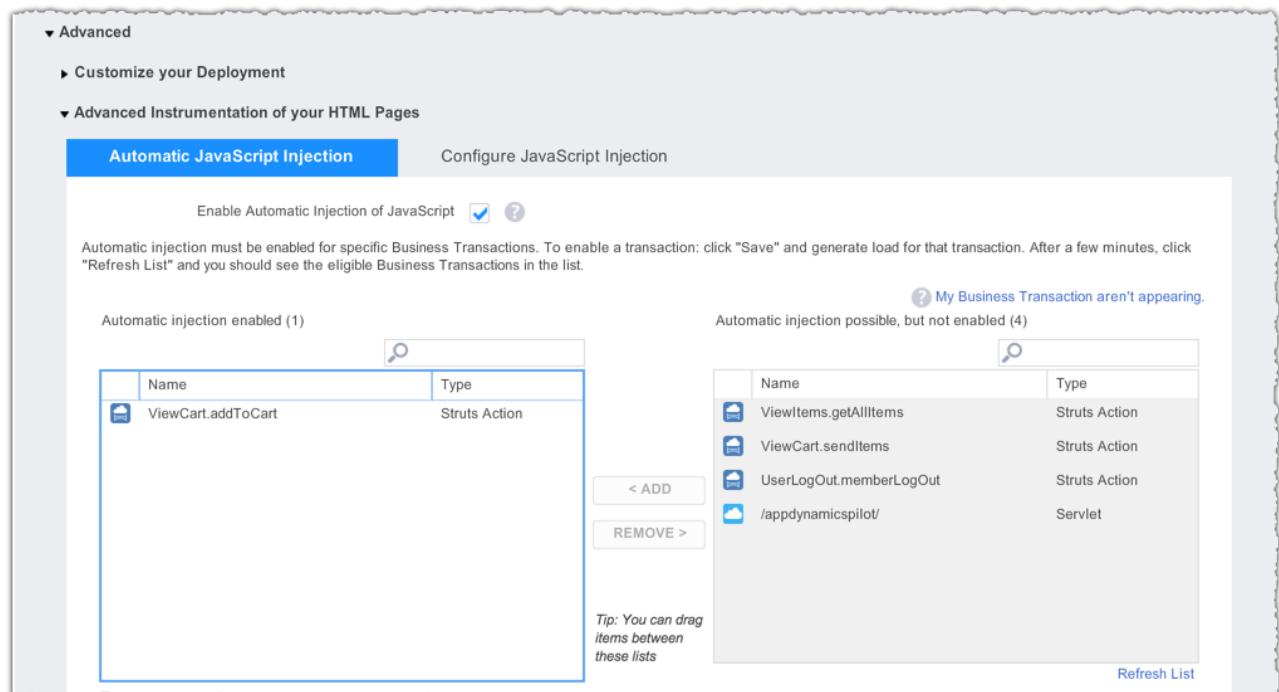 Advanced
Customize your Deployment
Advanced Instrumentation of your HTML Pages
Automatic JavaScript Injection
Configure JavaScript Injection
Enable Automatic Injection of JavaScript ?
Automatic injection must be enabled for specific Business Transactions. To enable a transaction: click "Save" and generate load for that transaction. After a few minutes, click
"Refresh List" and you should see the eligible Business Transactions in the list.
? My Business Transaction aren't appearing.
Automatic injection enabled (1)
Name Type
ViewCart.addToCart Struts Action
< ADD
REMOVE >
Tip: You can drag
items between
these lists
Automatic injection possible, but not enabled (4)
Name Type
ViewItems.getAllItems Struts Action
ViewCart.sendItems Struts Action
UserLogOut.memberLogOut Struts Action
/appdynamicspilot/ Servlet
Refresh List